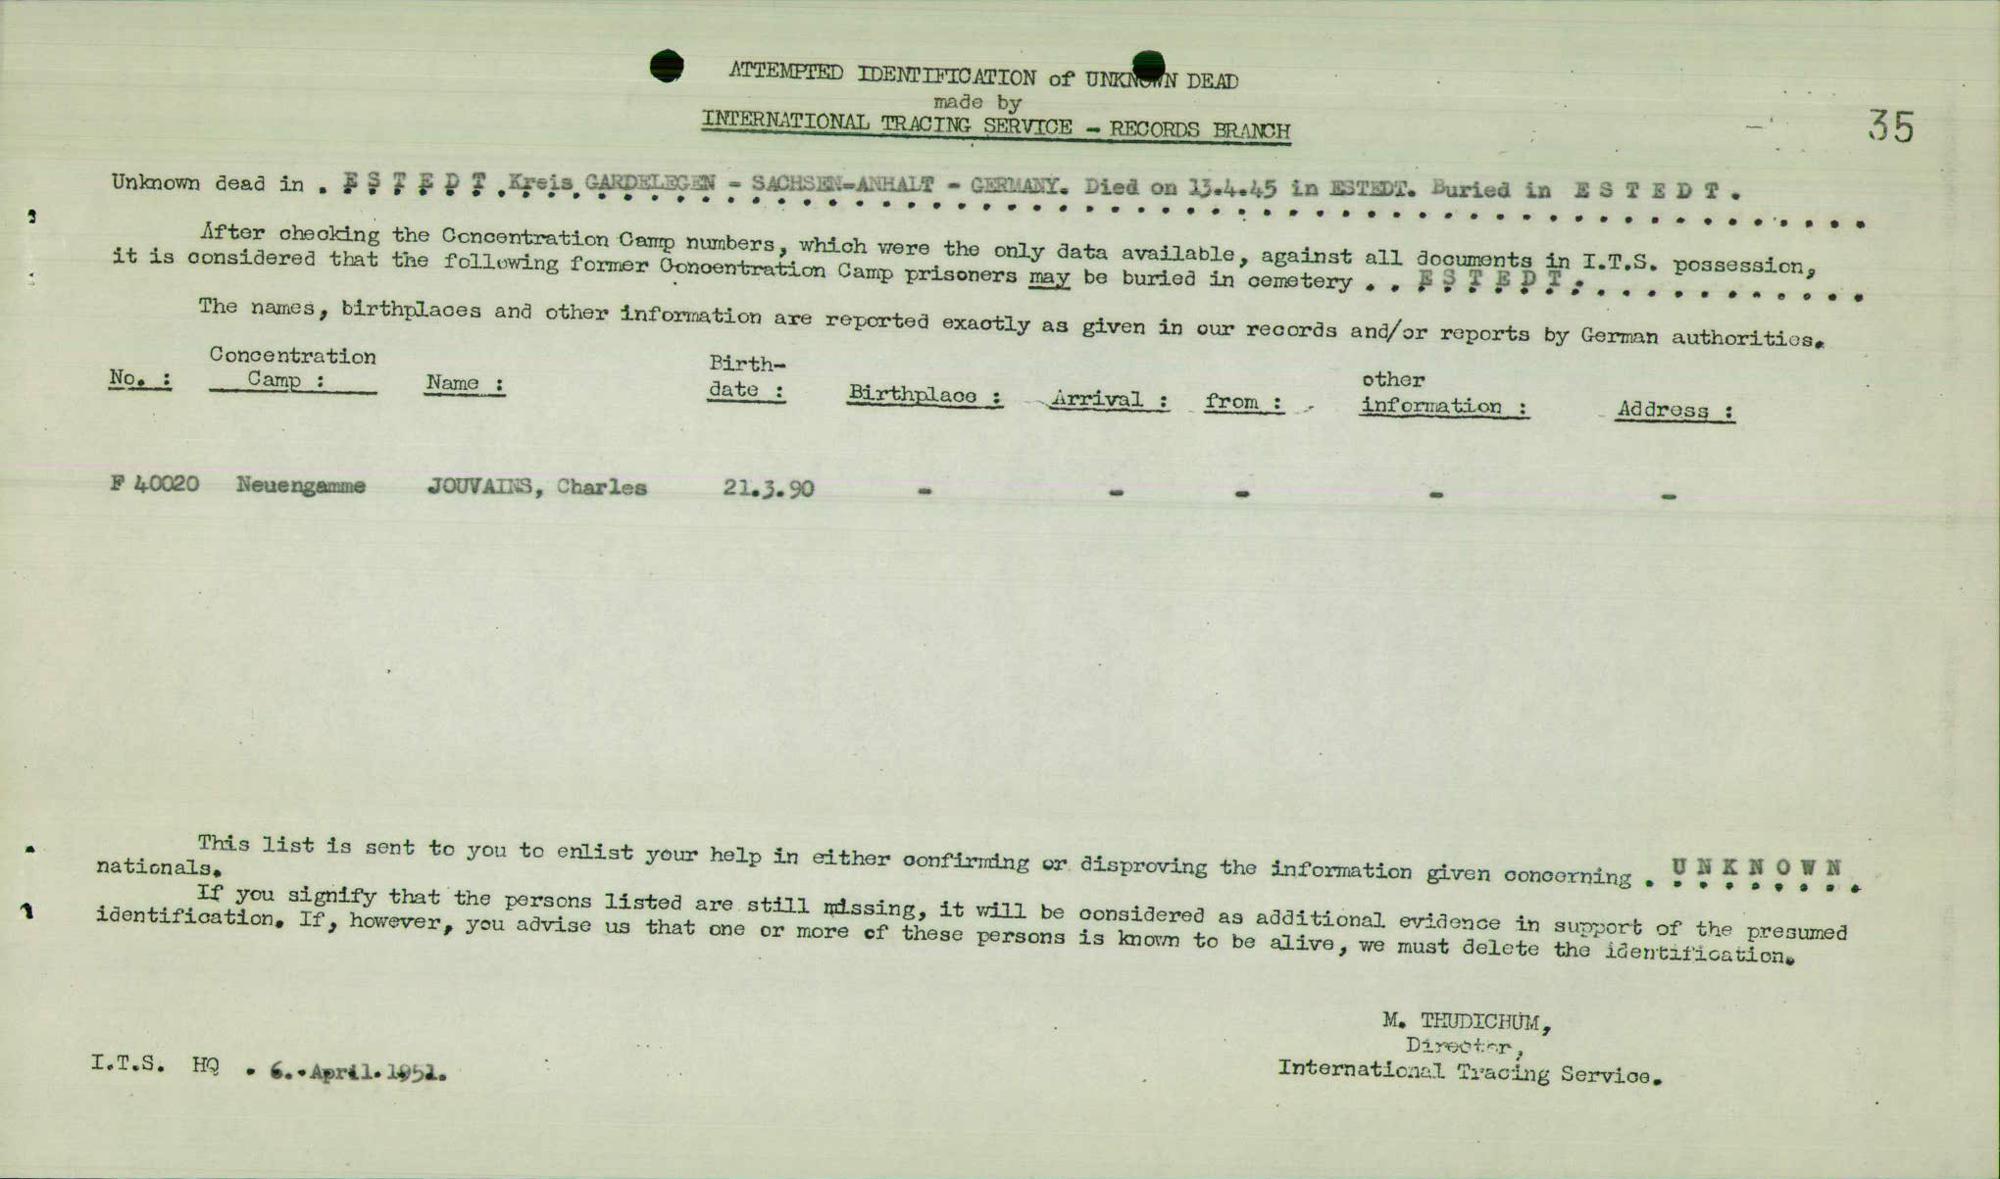 ATTEMPTED IDENTIFICATION of UNKNOWN DEAD
made by
INTERNATIONAL TRACING SERVICE - RECORDS BRANCH
35
Unknown dead in . E S T E D T . Kreis GARDELEGEN - SACHSEN-ANHALT - GERMANY. Died on 13.4.45 in ESTEDT. Buried in E S T E D T .
After checking the Concentration Camp numbers, which were the only data available, against all documents in I.T.S. possession,
it is considered that the following former Concentration Camp prisoners may be buried in cemetery . . E S T E D T . . . . . . . . . . . .
The names, birthplaces and other information are reported exactly as given in our records and/or reports by German authorities.
No. : Concentration Camp : Name : Birth-date : Birthplace : Arrival : from : other information : Address :
F 40020 Neuengamme JOUVAINS, Charles 21.3.90 - - - - -
This list is sent to you to enlist your help in either confirming or disproving the information given concerning . U N K N O W N
nationals.
If you signify that the persons listed are still missing, it will be considered as additional evidence in support of the presumed
identification. If, however, you advise us that one or more of these persons is known to be alive, we must delete the identification.
M. THUDICHUM,
Director,
International Tracing Service.
I.T.S. HQ . 6. April. 1951.